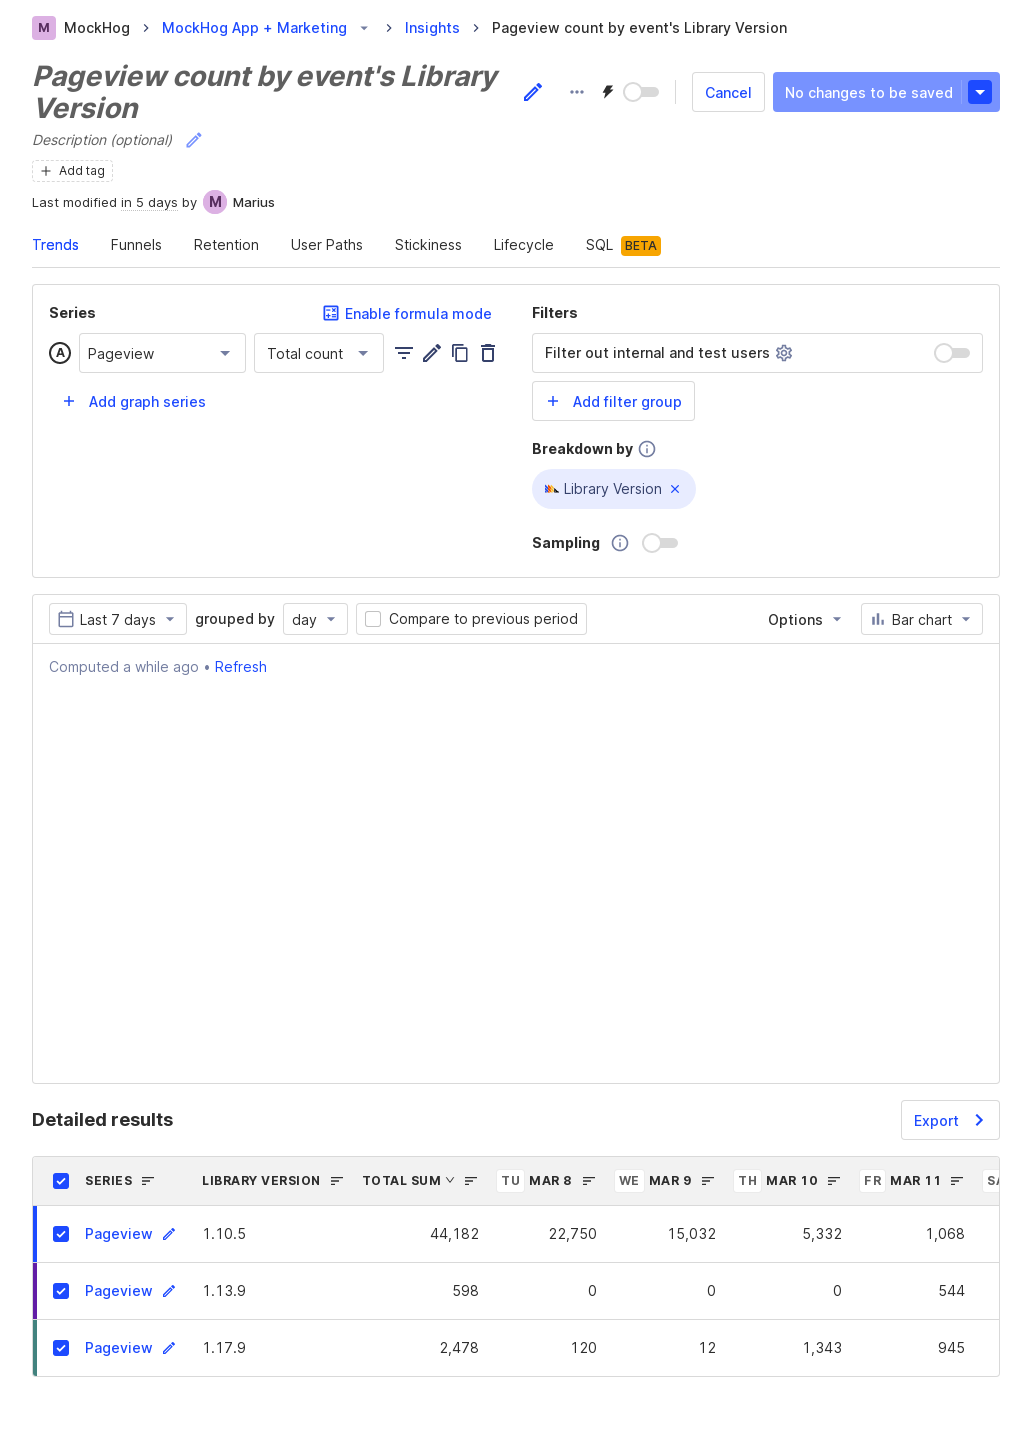 M MockHog > MockHog App + Marketing > Insights > Pageview count by event's Library Version
Pageview count by event's Library
Version
Cancel
No changes to be saved
Description (optional)
Add tag
Last modified in 5 days by M Marius
Trends Funnels Retention User Paths Stickiness Lifecycle SQL BETA
Series
Enable formula mode
A Pageview Total count
Add graph series
Filters
Filter out internal and test users
Add filter group
Breakdown by
Library Version
Sampling
Last 7 days grouped by day Compare to previous period Options Bar chart
Computed a while ago • Refresh
Detailed results
Export
SERIES LIBRARY VERSION TOTAL SUM TU MAR 8 WE MAR 9 TH MAR 10 FR MAR 11
Pageview 1.10.5 44,182 22,750 15,032 5,332 1,068
Pageview 1.13.9 598 0 0 0 544
Pageview 1.17.9 2,478 120 12 1,343 945